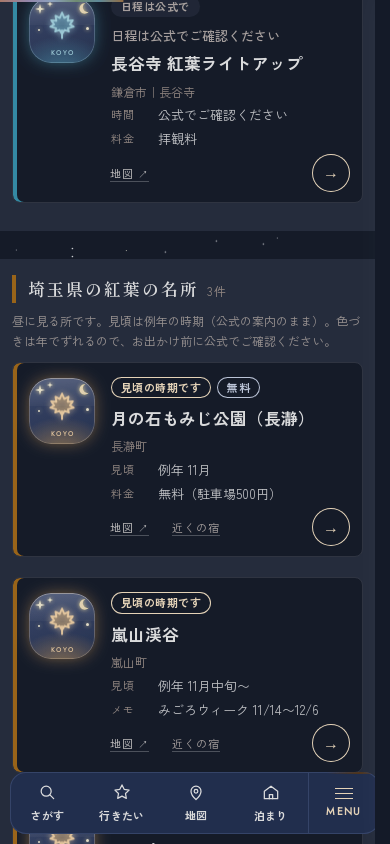 日程は公式で
日程は公式でご確認ください
長谷寺 紅葉ライトアップ
KOYO
鎌倉市｜長谷寺
時間 公式でご確認ください
料金 拝観料
地図 ↗
→
埼玉県の紅葉の名所 3件
昼に見る所です。見頃は例年の時期（公式の案内のまま）。色づ
きは年でずれるので、お出かけ前に公式でご確認ください。
見頃の時期です 無料
月の石もみじ公園（長瀞）
KOYO
長瀞町
見頃 例年 11月
料金 無料（駐車場500円）
地図 ↗ 近くの宿
→
見頃の時期です
嵐山渓谷
KOYO
嵐山町
見頃 例年 11月中旬〜
メモ みごろウィーク 11/14〜12/6
地図 ↗ 近くの宿
→
さがす 行きたい 地図 泊まり MENU